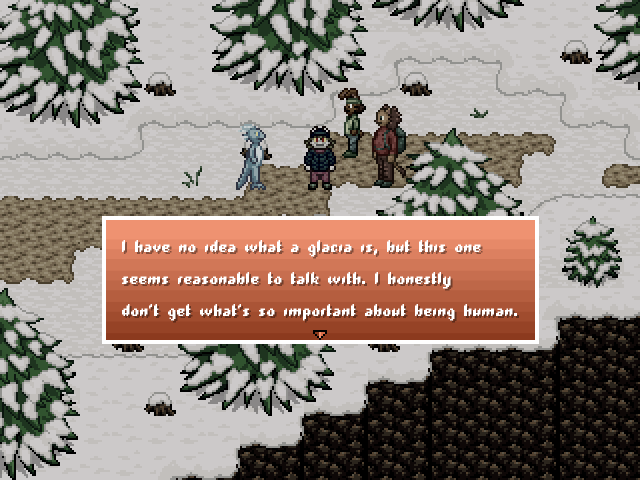 I have no idea what a glacia is, but this one
seems reasonable to talk with. I honestly
don't get what's so important about being human.